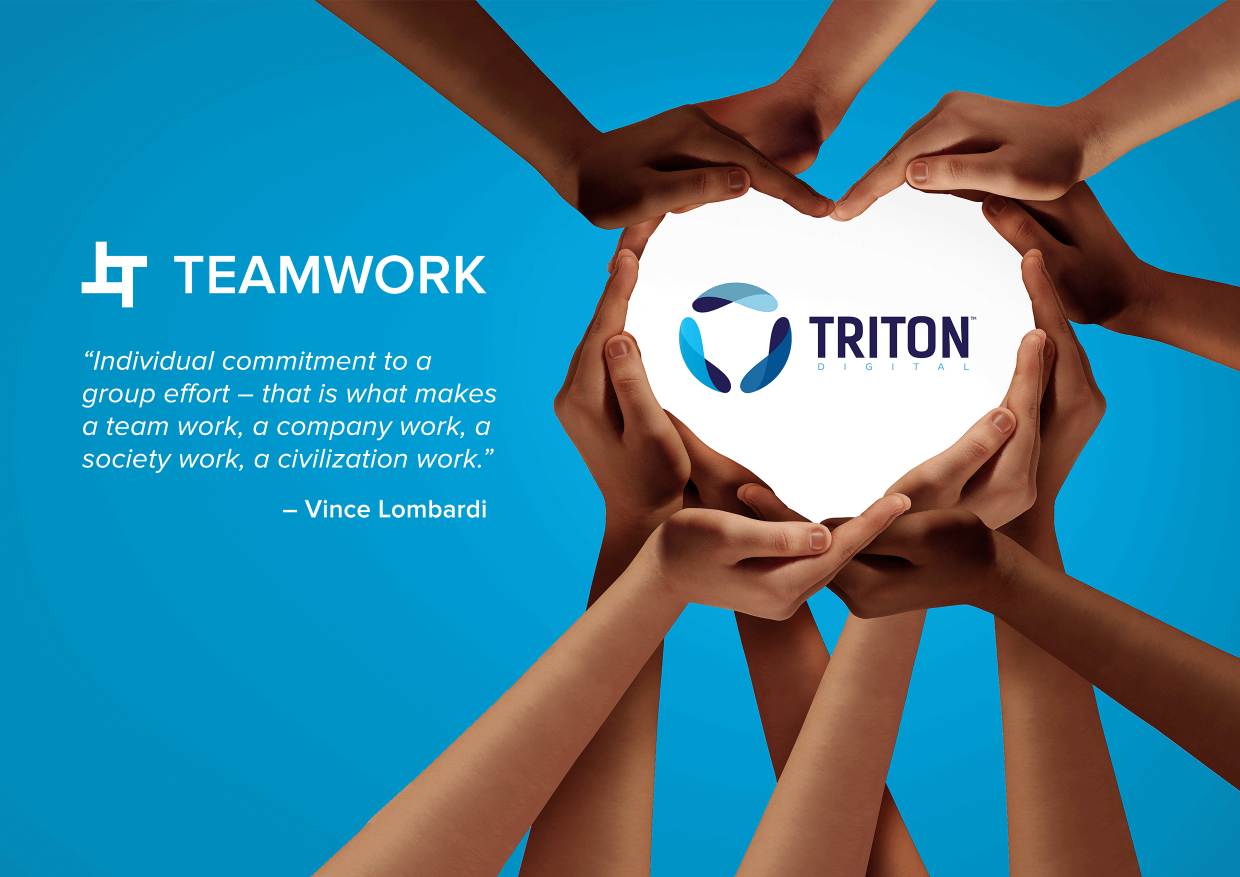 TEAMWORK
“Individual commitment to a
group effort – that is what makes
a team work, a company work, a
society work, a civilization work.”
– Vince Lombardi
TRITON™
DIGITAL